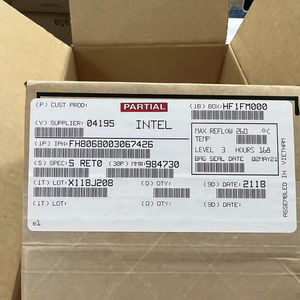 (P) CUST PROD:
PARTIAL
(1B) BOX: HF1FM000
(V) SUPPLIER: 04195
INTEL
(1P) IPN: FH8068003067426
MAX REFLOW 260 °C
TEMP
LEVEL 3 HOURS 168
BAG SEAL DATE 02MAY21
(S) SPEC: S RET0 (30P) MM#: 984730
(1T) LOT: X118J208
(Q) QTY:
(9D) DATE: 2118
(1T) LOT:
(Q) QTY:
(9D) DATE:
ASSEMBLED IN VIETNAM
e1